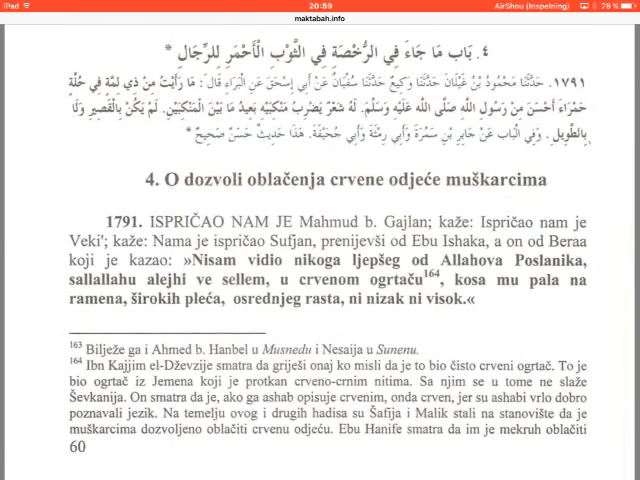 iPad
20:59
AirShou (Inspelning)
78 %
maktabah.info
٤. بَاب مَا جَاءَ فِي الرُّخْصَةِ فِي الثَّوْبِ الْأَحْمَرِ لِلرِّجَالِ *
١٧٩١. حَدَّثَنَا مَحْمُودُ بْنُ غَيْلَانَ حَدَّثَنَا وَكِيعٌ حَدَّثَنَا سُفْيَانُ عَنْ أَبِي إِسْحَقَ عَنِ الْبَرَاءِ قَالَ: مَا رَأَيْتُ مِنْ ذِي لِمَّةٍ فِي حُلَّةٍ
حَمْرَاءَ أَحْسَنَ مِنْ رَسُولِ اللَّهِ صَلَّى اللَّهُ عَلَيْهِ وَسَلَّمَ. لَهُ شَعْرٌ يَضْرِبُ مَنْكِبَيْهِ بَعِيدُ مَا بَيْنَ الْمَنْكِبَيْنِ. لَمْ يَكُنْ بِالْقَصِيرِ وَلَا
بِالطَّوِيلِ. وَفِي الْبَاب عَنْ جَابِرِ بْنِ سَمُرَةَ وَأَبِي رِمْثَةَ وَأَبِي جُحَيْفَةَ. هَذَا حَدِيثٌ حَسَنٌ صَحِيحٌ *
4. O dozvoli oblačenja crvene odjeće muškarcima
1791. ISPRIČAO NAM JE Mahmud b. Gajlan; kaže: Ispričao nam je
Veki'; kaže: Nama je ispričao Sufjan, prenijevši od Ebu Ishaka, a on od Beraa
koji je kazao: »Nisam vidio nikoga ljepšeg od Allahova Poslanika,
sallallahu alejhi ve sellem, u crvenom ogrtaču164, kosa mu pala na
ramena, širokih pleća, osrednjeg rasta, ni nizak ni visok.«
163 Bilježe ga i Ahmed b. Hanbel u Musnedu i Nesaija u Sunenu.
164 Ibn Kajjim el-Dževzije smatra da griješi onaj ko misli da je to bio čisto crveni ogrtač. To je
bio ogrtač iz Jemena koji je protkan crveno-crnim nitima. Sa njim se u tome ne slaže
Ševkanija. On smatra da je, ako ga ashab opisuje crvenim, onda crven, jer su ashabi vrlo dobro
poznavali jezik. Na temelju ovog i drugih hadisa su Šafija i Malik stali na stanovište da je
muškarcima dozvoljeno oblačiti crvenu odjeću. Ebu Hanife smatra da im je mekruh oblačiti
60